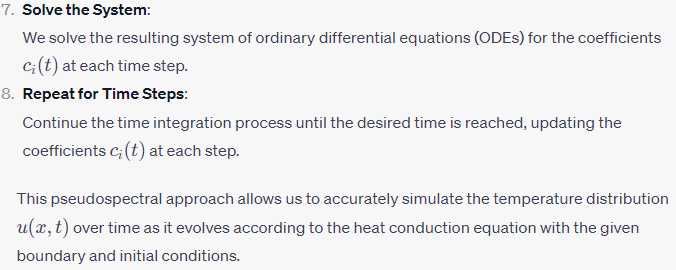 7. Solve the System:
We solve the resulting system of ordinary differential equations (ODEs) for the coefficients
cᵢ(t) at each time step.
8. Repeat for Time Steps:
Continue the time integration process until the desired time is reached, updating the
coefficients cᵢ(t) at each step.
This pseudospectral approach allows us to accurately simulate the temperature distribution
u(x, t) over time as it evolves according to the heat conduction equation with the given
boundary and initial conditions.